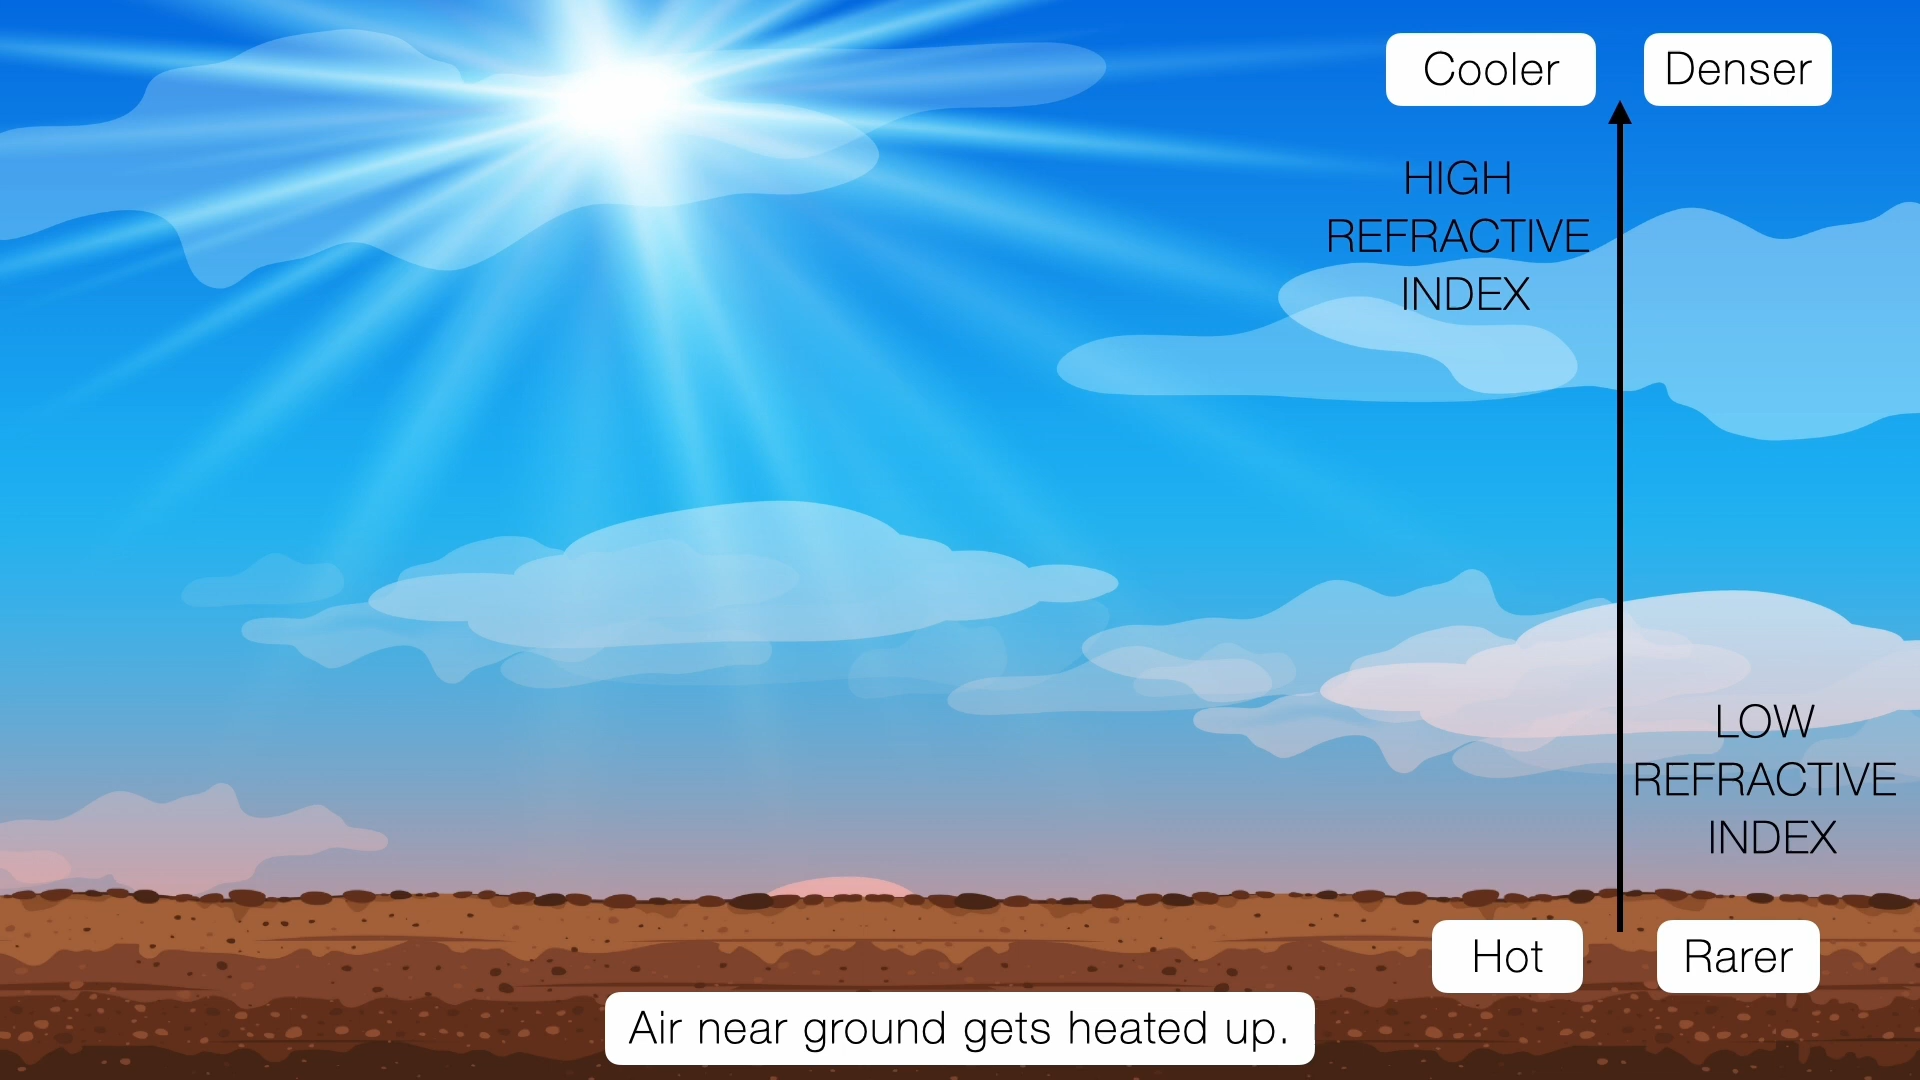 Cooler
Denser
HIGH
REFRACTIVE
INDEX
LOW
REFRACTIVE
INDEX
Hot
Rarer
Air near ground gets heated up.